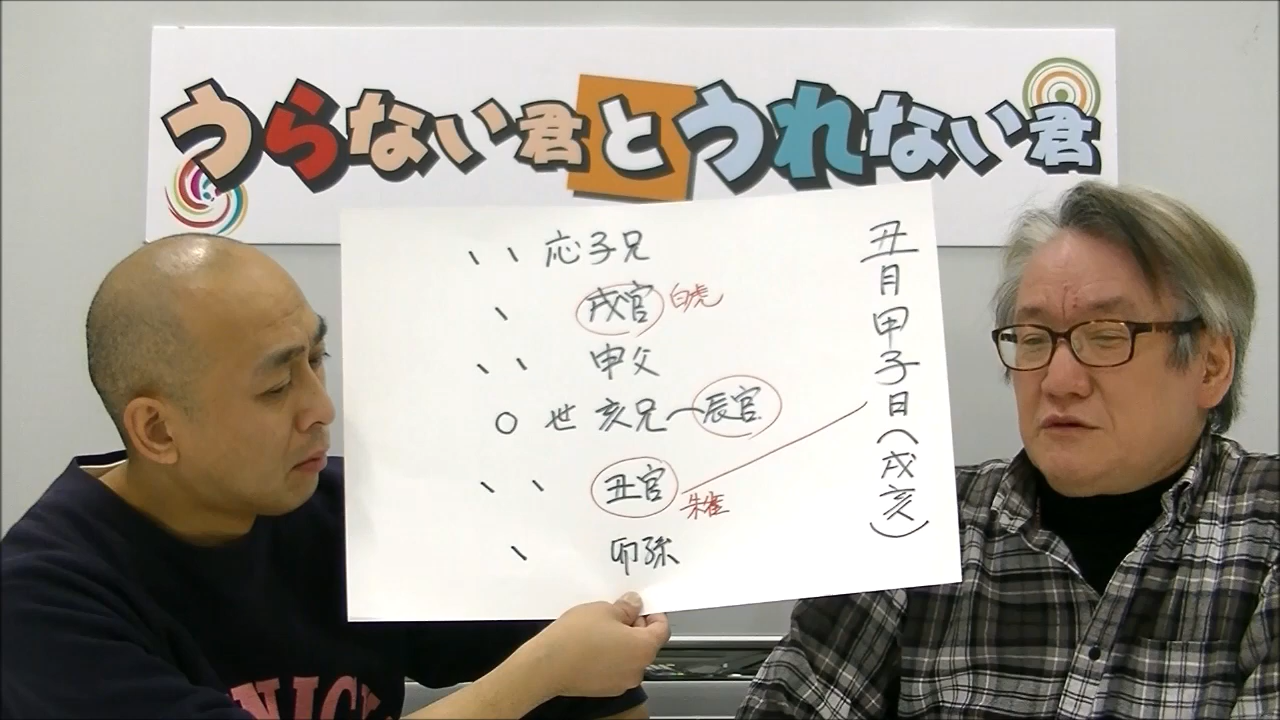 うらない君とうれない君
丑月甲子日(戌亥)
、、 応子兄
、 戌官 白虎
、、 申父
〇 世 亥兄 辰官
、、 丑官 朱雀
、 卯孫
NIC